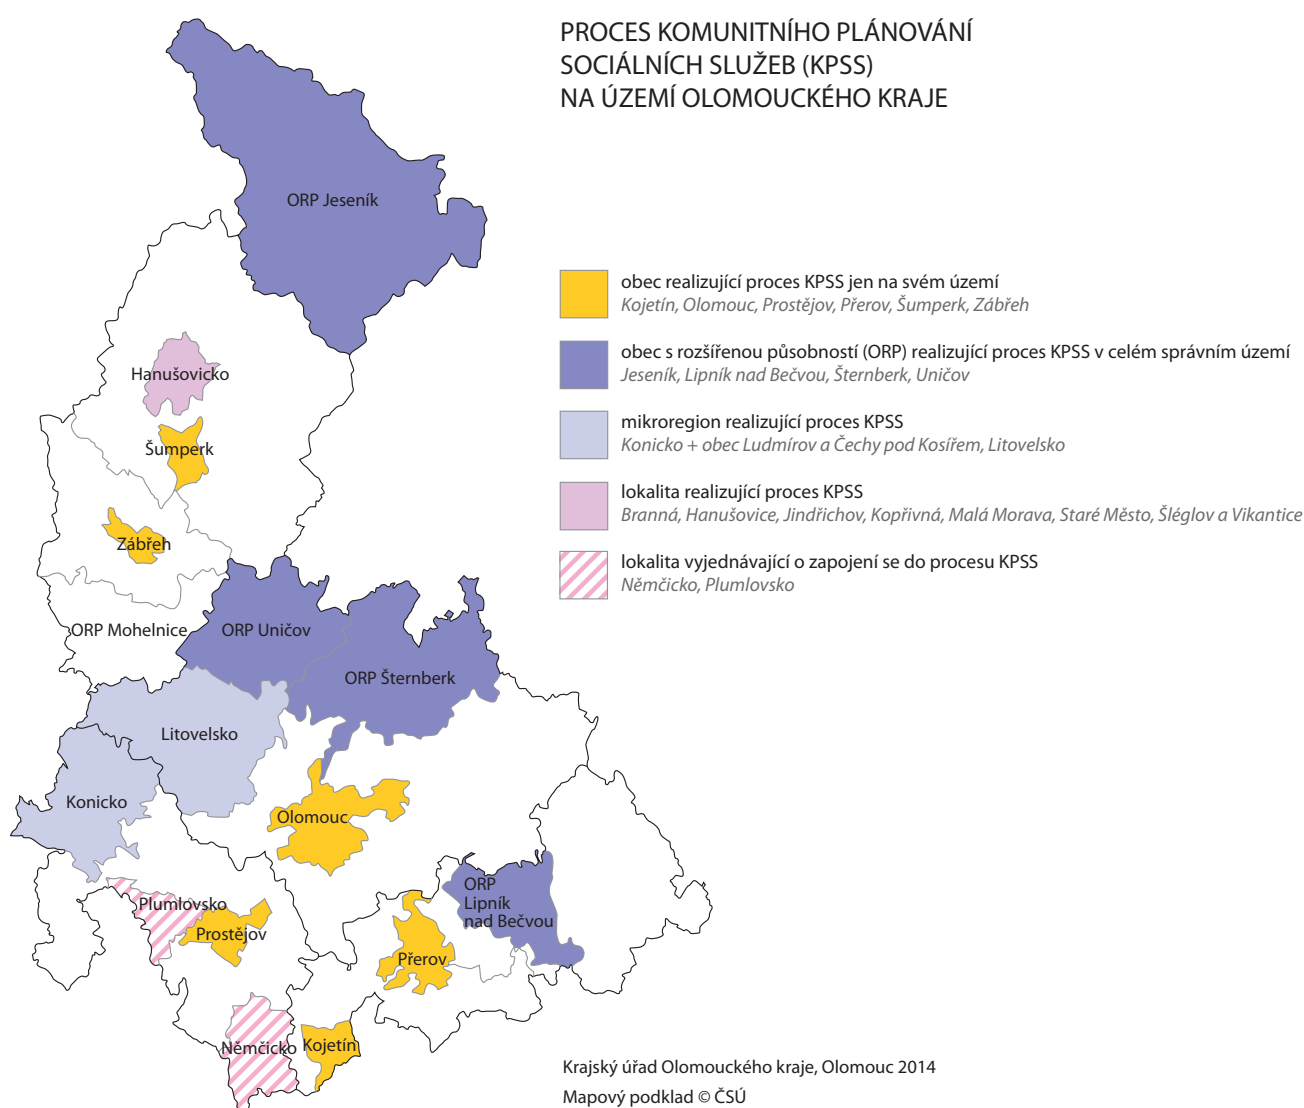 PROCES KOMUNITNÍHO PLÁNOVÁNÍ
SOCIÁLNÍCH SLUŽEB (KPSS)
NA ÚZEMÍ OLOMOUCKÉHO KRAJE
ORP Jeseník
obec realizující proces KPSS jen na svém území
Kojetín, Olomouc, Prostějov, Přerov, Šumperk, Zábřeh
obec s rozšířenou působností (ORP) realizující proces KPSS v celém správním území
Jeseník, Lipník nad Bečvou, Šternberk, Uničov
mikroregion realizující proces KPSS
Konicko + obec Ludmírov a Čechy pod Kosířem, Litovelsko
lokalita realizující proces KPSS
Branná, Hanušovice, Jindřichov, Kopřivná, Malá Morava, Staré Město, Šléglov a Vikantice
lokalita vyjednávající o zapojení se do procesu KPSS
Němčicko, Plumlovsko
Hanušovicko
Šumperk
Zábřeh
ORP Mohelnice
ORP Uničov
ORP Šternberk
Litovelsko
Konicko
Olomouc
ORP
Lipník
nad Bečvou
Plumlovsko
Prostějov
Přerov
Němčicko
Kojetín
Krajský úřad Olomouckého kraje, Olomouc 2014
Mapový podklad © ČSÚ